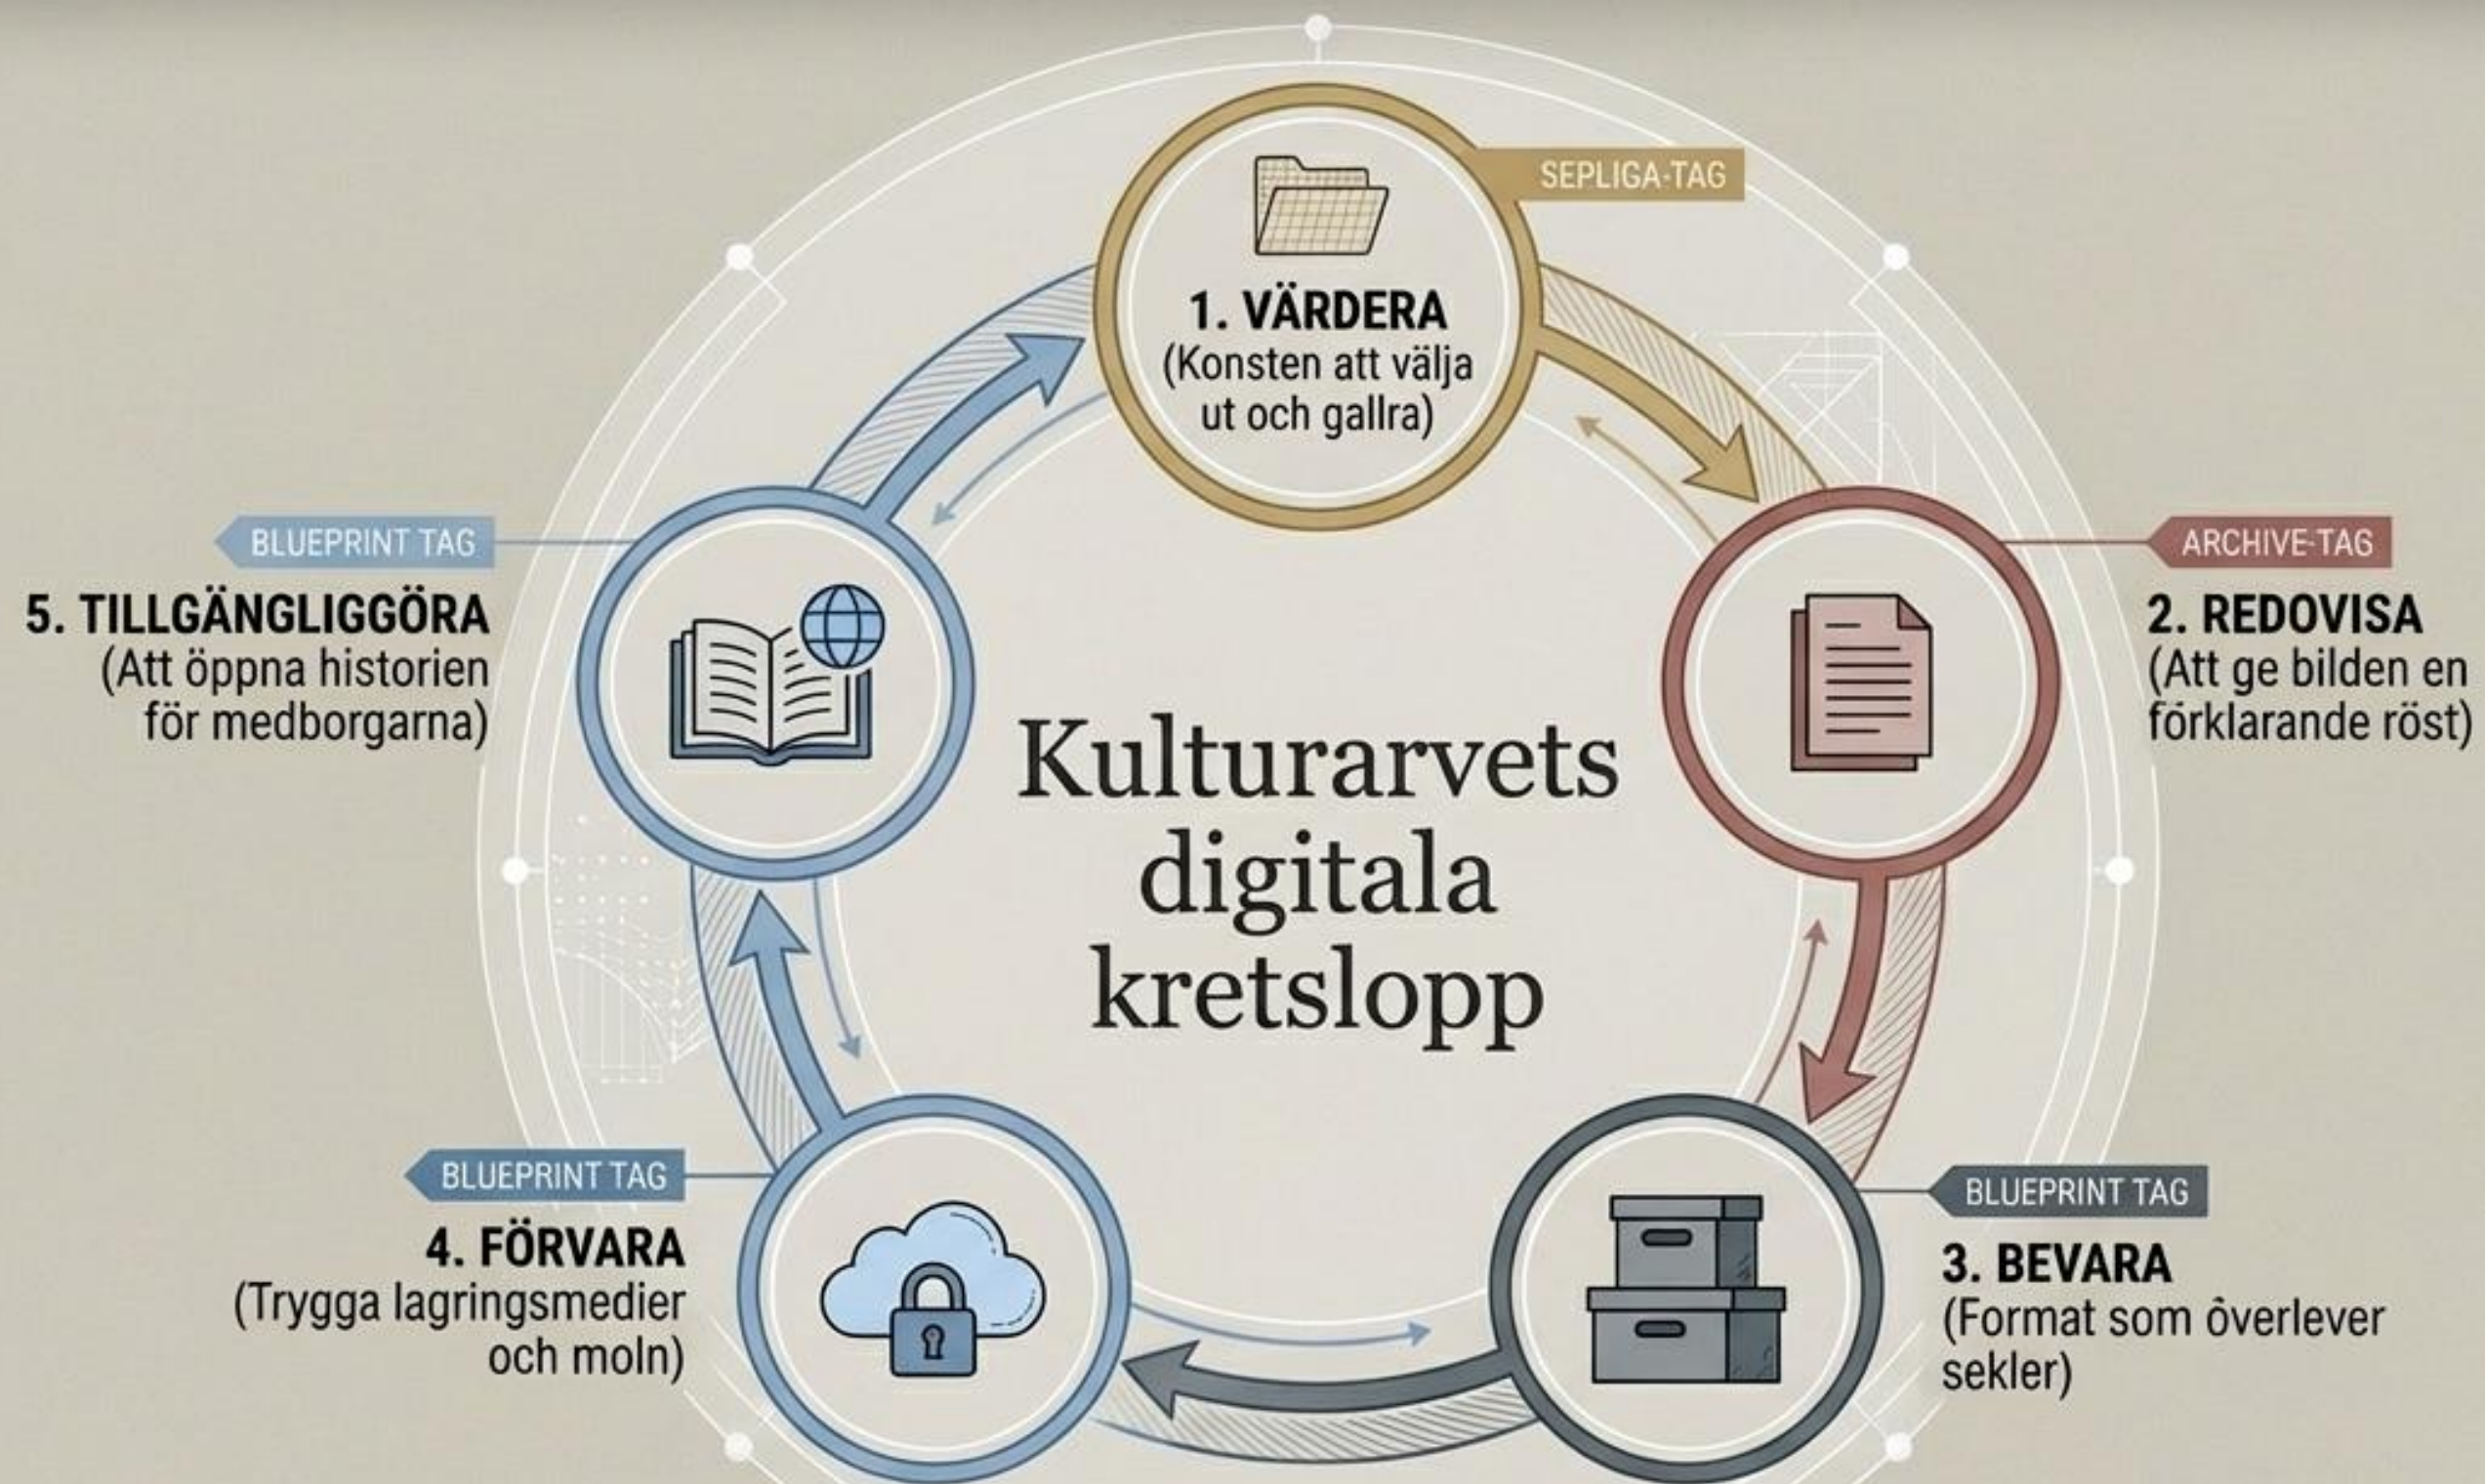 Kulturarvets
digitala
kretslopp
SEPLIGA-TAG
1. VÄRDERA
(Konsten att välja
ut och gallra)
ARCHIVE-TAG
2. REDOVISA
(Att ge bilden en
förklarande röst)
BLUEPRINT TAG
3. BEVARA
(Format som överlever
sekler)
BLUEPRINT TAG
4. FÖRVARA
(Trygga lagringsmedier
och moln)
BLUEPRINT TAG
5. TILLGÄNGLIGGÖRA
(Att öppna historien
för medborgarna)